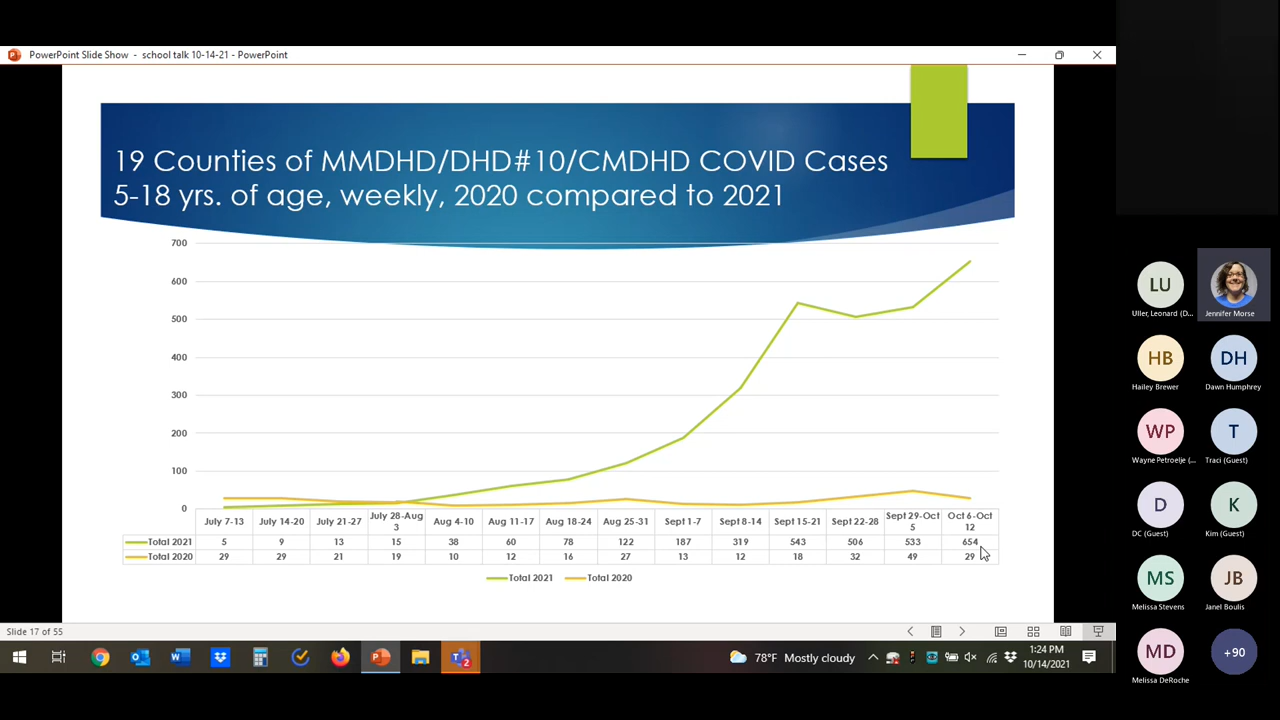 PowerPoint Slide Show - school talk 10-14-21 - PowerPoint
19 Counties of MMDHD/DHD#10/CMDHD COVID Cases
5-18 yrs. of age, weekly, 2020 compared to 2021
700
600
500
400
300
200
100
0
July 7-13 July 14-20 July 21-27 July 28-Aug 3 Aug 4-10 Aug 11-17 Aug 18-24 Aug 25-31 Sept 1-7 Sept 8-14 Sept 15-21 Sept 22-28 Sept 29-Oct 5 Oct 6-Oct 12
Total 2021 5 9 13 15 38 60 78 122 187 319 543 506 533 654
Total 2020 29 29 21 19 10 12 16 27 13 12 18 32 49 29
Total 2021 Total 2020
Slide 17 of 55
78°F Mostly cloudy
1:24 PM
10/14/2021
2
LU
Uller, Leonard (D...
Jennifer Morse
HB
Hailey Brewer
DH
Dawn Humphrey
WP
Wayne Petroelje (...
T
Traci (Guest)
D
DC (Guest)
K
Kim (Guest)
MS
Melissa Stevens
JB
Janel Boulis
MD
Melissa DeRoche
+90